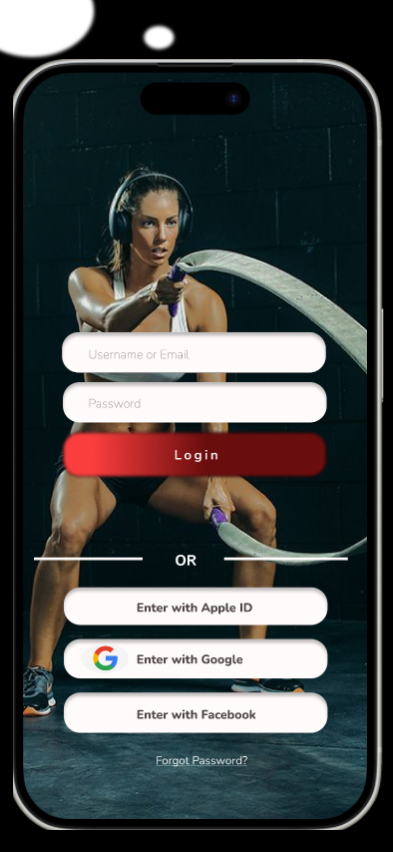 Username or Email
Password
Login
OR
Enter with Apple ID
Enter with Google
Enter with Facebook
Forgot Password?